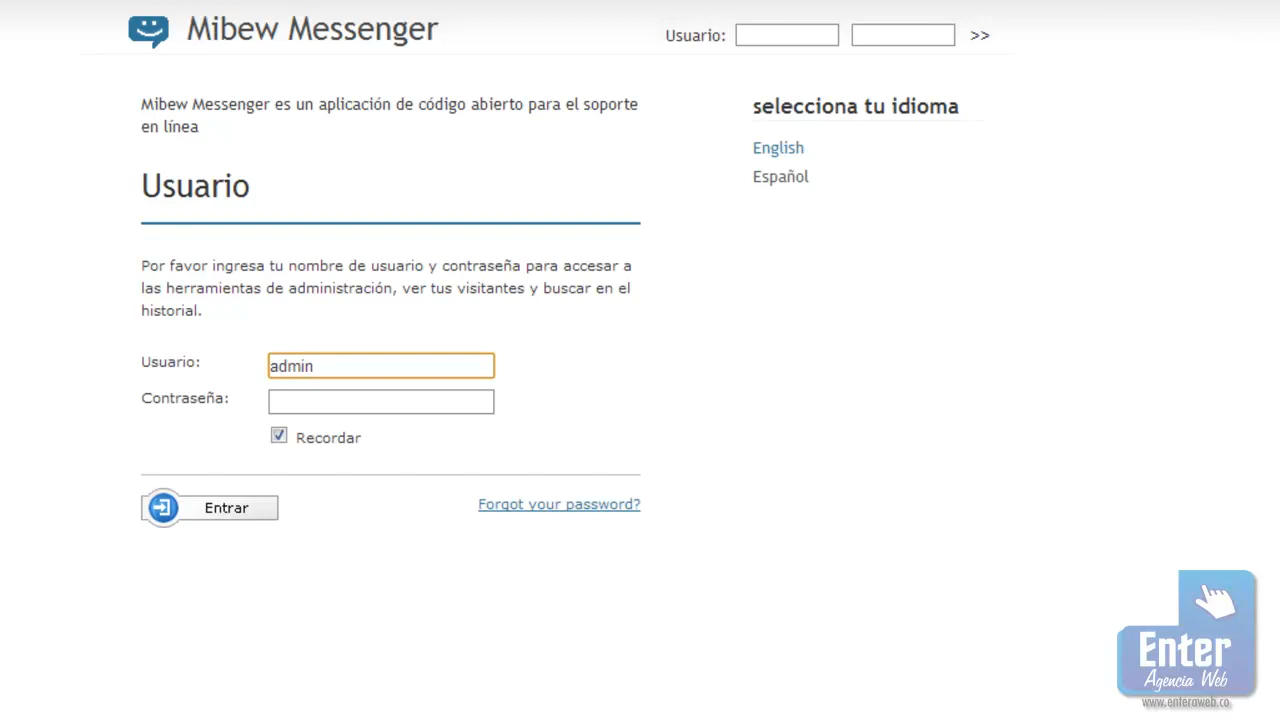 Mibew Messenger
Usuario: >>
Mibew Messenger es un aplicación de código abierto para el soporte
en línea
selecciona tu idioma
English
Español
Usuario
Por favor ingresa tu nombre de usuario y contraseña para accesar a
las herramientas de administración, ver tus visitantes y buscar en el
historial.
Usuario: admin
Contraseña:
Recordar
Entrar
Forgot your password?
Enter
Agencia Web
www.enteraweb.co